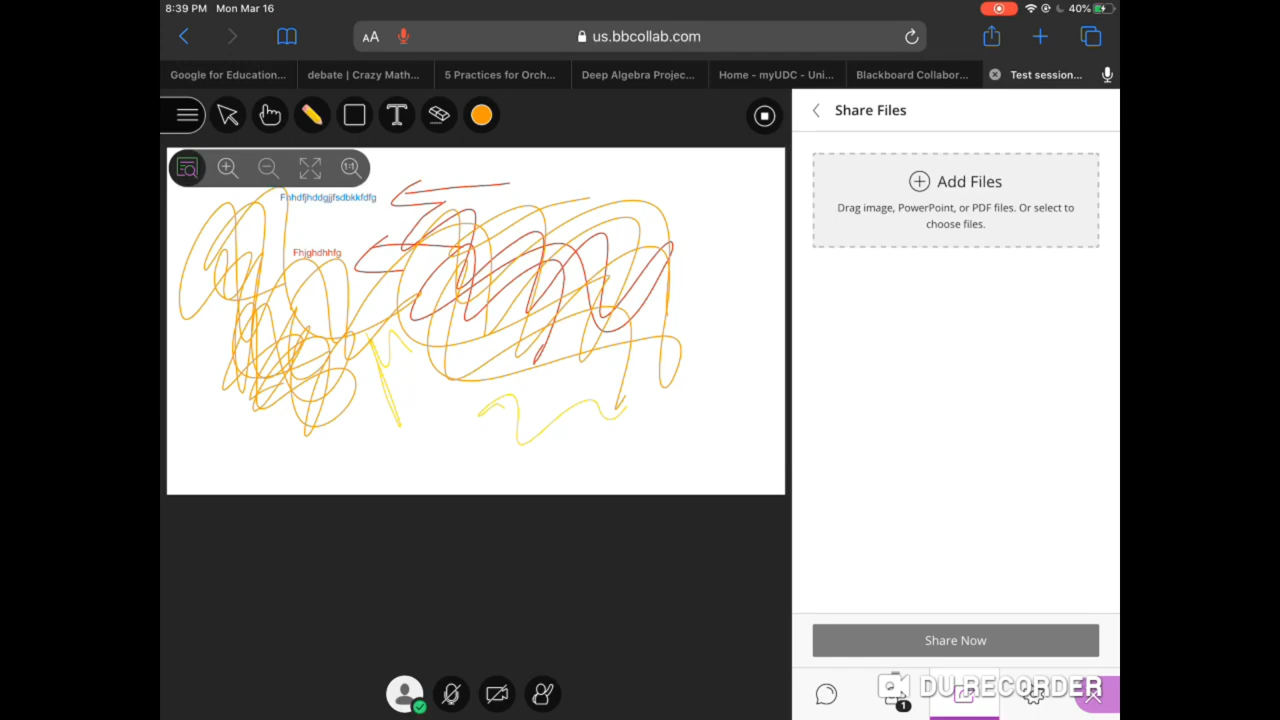 8:39 PM Mon Mar 16
40%
AA
us.bbcollab.com
Google for Education...
debate | Crazy Math...
5 Practices for Orch...
Deep Algebra Projec...
Home - myUDC - Uni...
Blackboard Collabor...
Test session...
T
1:1
Fhhdfjhddgjjfsdbkkfdfg
Fhjghdhhfg
Share Files
Add Files
Drag image, PowerPoint, or PDF files. Or select to
choose files.
Share Now
1
DU RECORDER